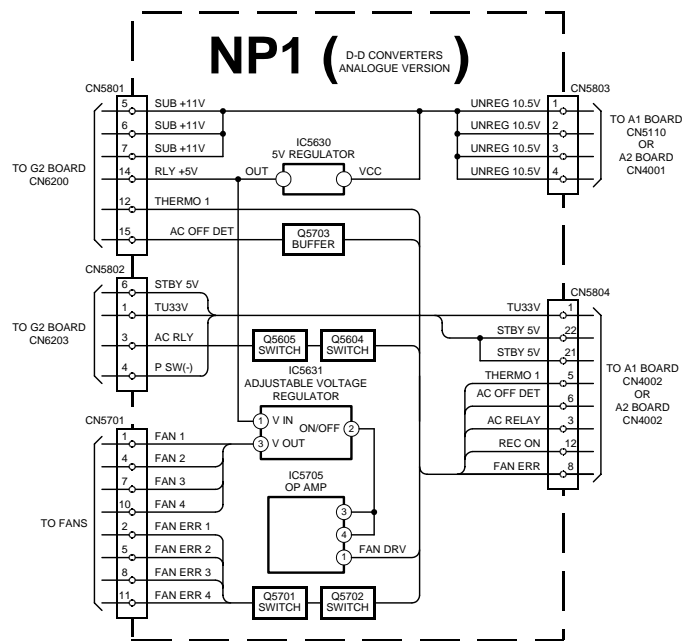 NP1 (D-D CONVERTERS
ANALOGUE VERSION)
CN5801
5 SUB +11V
6 SUB +11V
7 SUB +11V
14 RLY +5V
12 THERMO 1
15 AC OFF DET
TO G2 BOARD
CN6200
IC5630
5V REGULATOR
OUT
VCC
Q5703
BUFFER
CN5803
UNREG 10.5V 1
UNREG 10.5V 2
UNREG 10.5V 3
UNREG 10.5V 4
TO A1 BOARD
CN5110
OR
A2 BOARD
CN4001
CN5802
6 STBY 5V
1 TU33V
3 AC RLY
4 P SW(-)
TO G2 BOARD
CN6203
Q5605
SWITCH
Q5604
SWITCH
IC5631
ADJUSTABLE VOLTAGE
REGULATOR
1 V IN
ON/OFF 2
3 V OUT
CN5804
TU33V 1
STBY 5V 22
STBY 5V 21
THERMO 1 5
AC OFF DET 6
AC RELAY 3
REC ON 12
FAN ERR 8
TO A1 BOARD
CN4002
OR
A2 BOARD
CN4002
CN5701
1 FAN 1
4 FAN 2
7 FAN 3
10 FAN 4
2 FAN ERR 1
5 FAN ERR 2
8 FAN ERR 3
11 FAN ERR 4
TO FANS
IC5705
OP AMP
3
4
1 FAN DRV
Q5701
SWITCH
Q5702
SWITCH